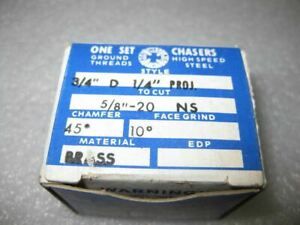 ONE SET CHASERS
GROUND THREADS HIGH SPEED STEEL
STYLE
3/4" D 1/4" PROJ.
TO CUT
5/8"-20 NS
CHAMFER FACE GRIND
45° 10°
MATERIAL EDP
BRASS
WARNING